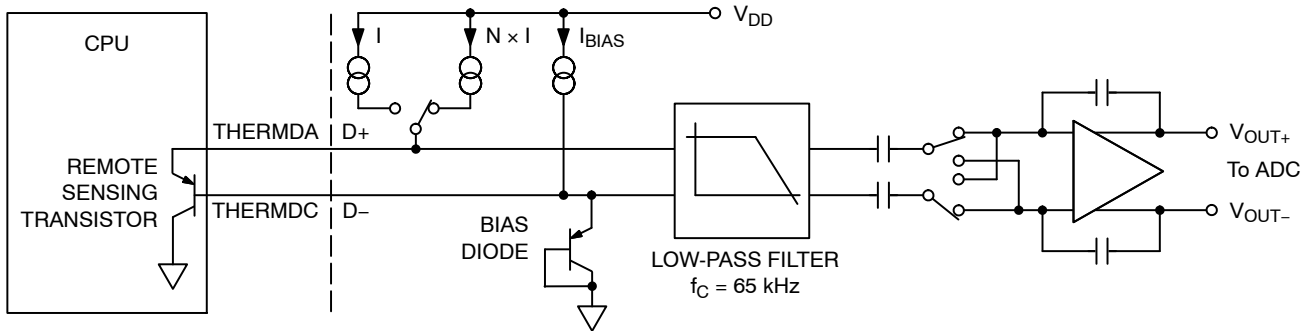 CPU
I
N × I
I_BIAS
V_DD
THERMDA
D+
REMOTE
SENSING
TRANSISTOR
THERMDC
D−
BIAS
DIODE
LOW-PASS FILTER
f_C = 65 kHz
V_OUT+
To ADC
V_OUT−